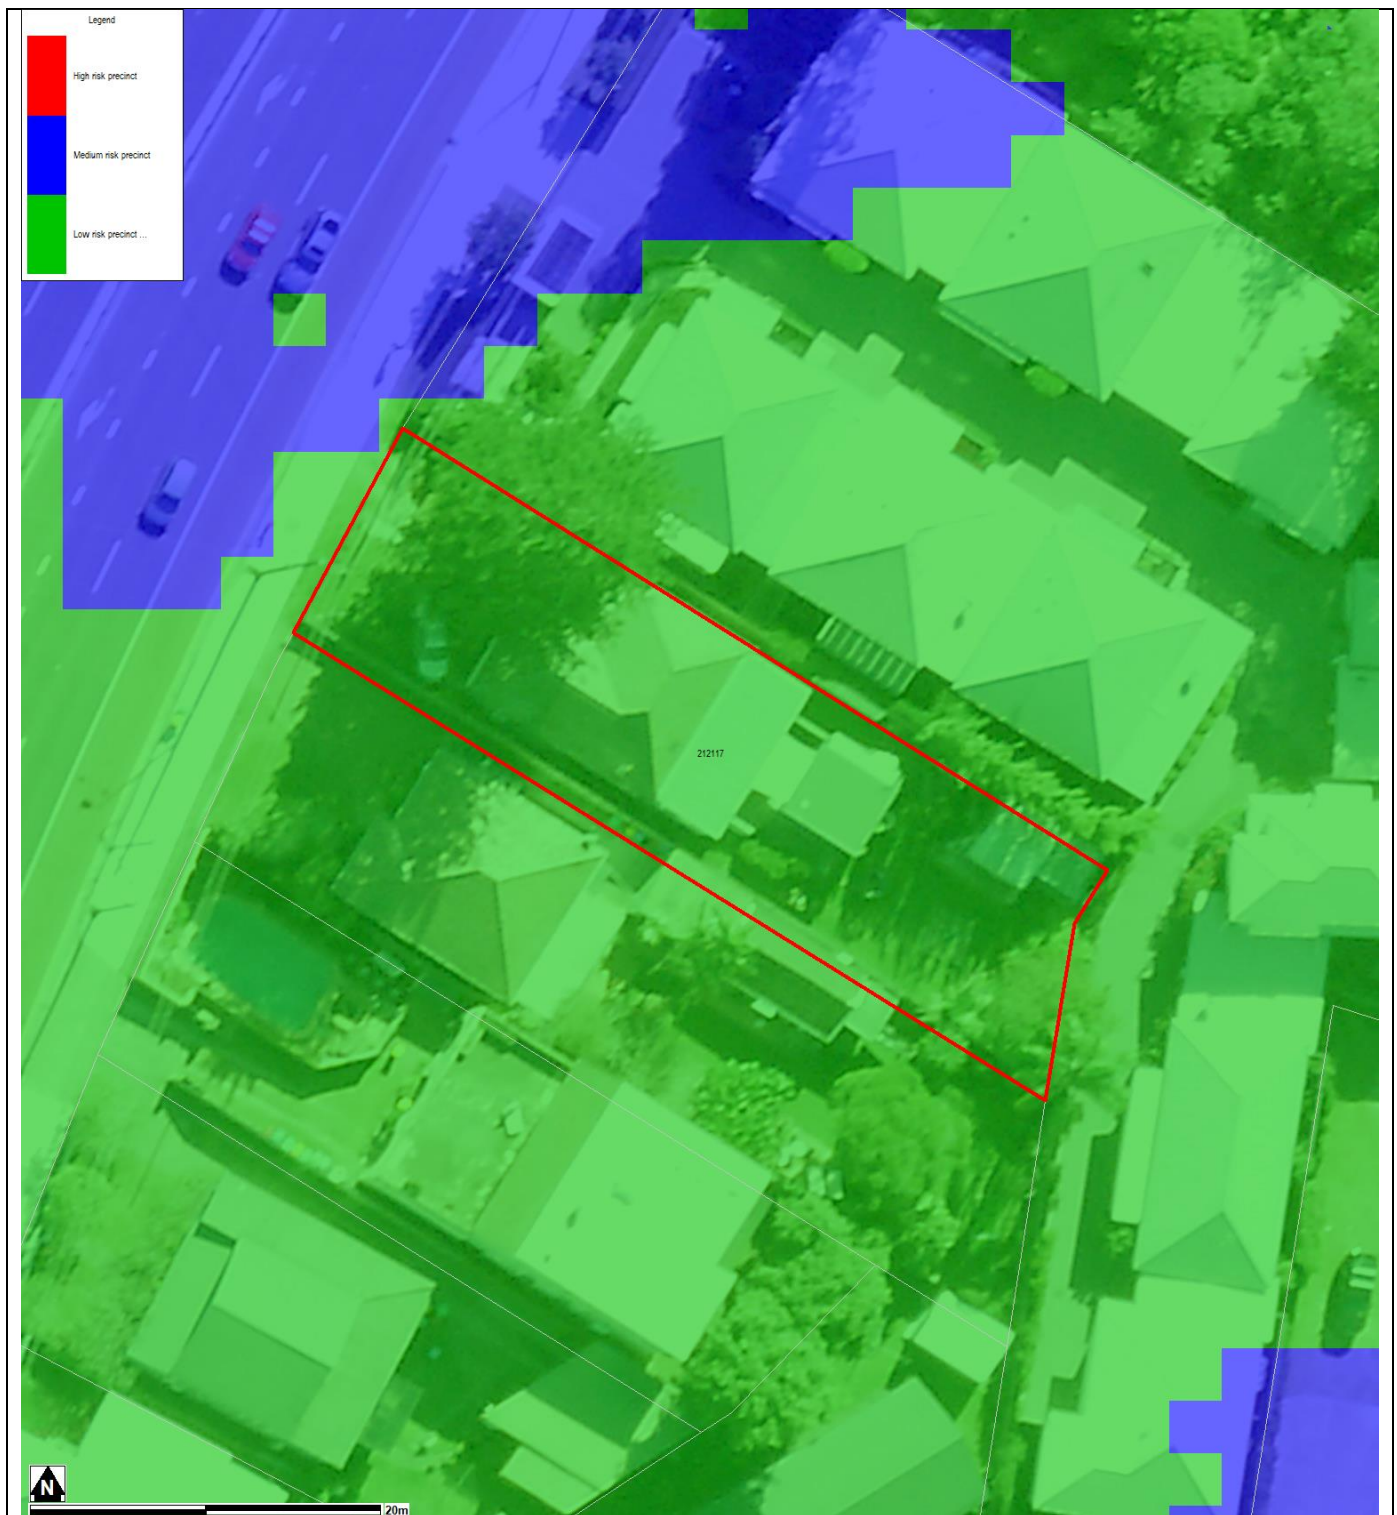 Legend
High risk precinct
Medium risk precinct
Low risk precinct ...
212117
N
20m